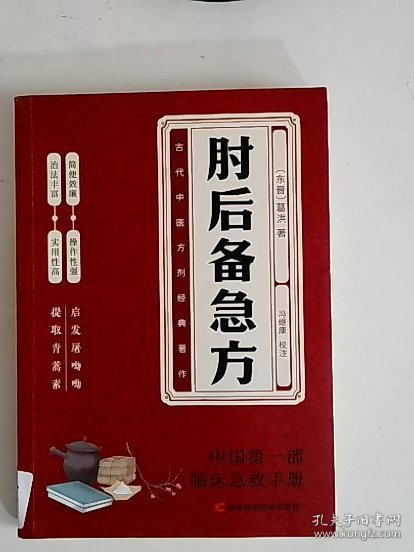 肘后备急方
〔东晋〕葛洪 著
冯继康 校注
古代中医方剂经典著作
简便效廉
治法丰富
操作性强
实用性高
启发屠呦呦
提取青蒿素
中国第一部
临床急救手册
孔夫子旧书网
www.kongfz.com